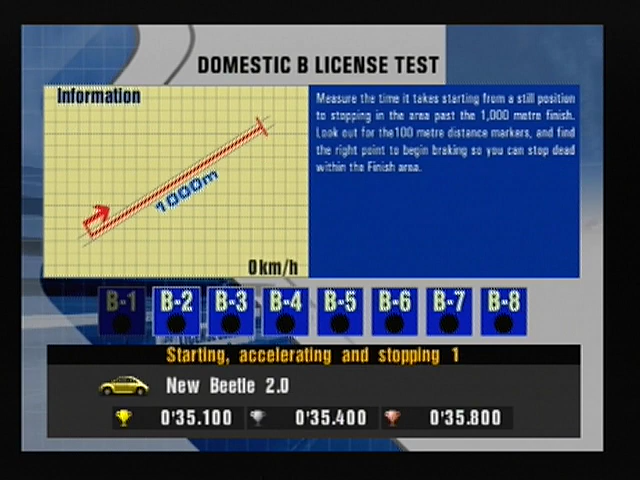 DOMESTIC B LICENSE TEST
Information
Measure the time it takes starting from a still position
to stopping in the area past the 1,000 metre finish.
Look out for the100 metre distance markers, and find
the right point to begin braking so you can stop dead
within the Finish area.
1000m
0km/h
B-1 B-2 B-3 B-4 B-5 B-6 B-7 B-8
Starting, accelerating and stopping 1
New Beetle 2.0
0'35.100 0'35.400 0'35.800